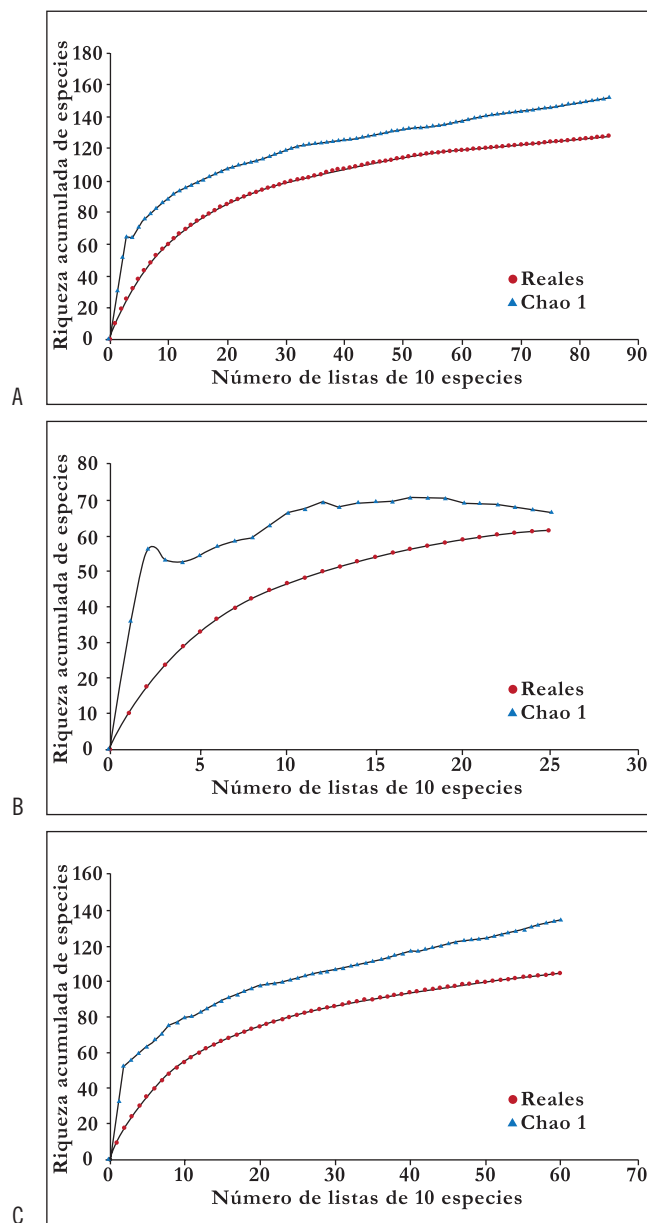 Riqueza acumulada de especies
180
160
140
120
100
80
60
40
20
0
Reales
Chao 1
0 10 20 30 40 50 60 70 80 90
Número de listas de 10 especies
A
Riqueza acumulada de especies
80
70
60
50
40
30
20
10
0
Reales
Chao 1
0 5 10 15 20 25 30
Número de listas de 10 especies
B
Riqueza acumulada de especies
160
140
120
100
80
60
40
20
0
Reales
Chao 1
0 10 20 30 40 50 60 70
Número de listas de 10 especies
C